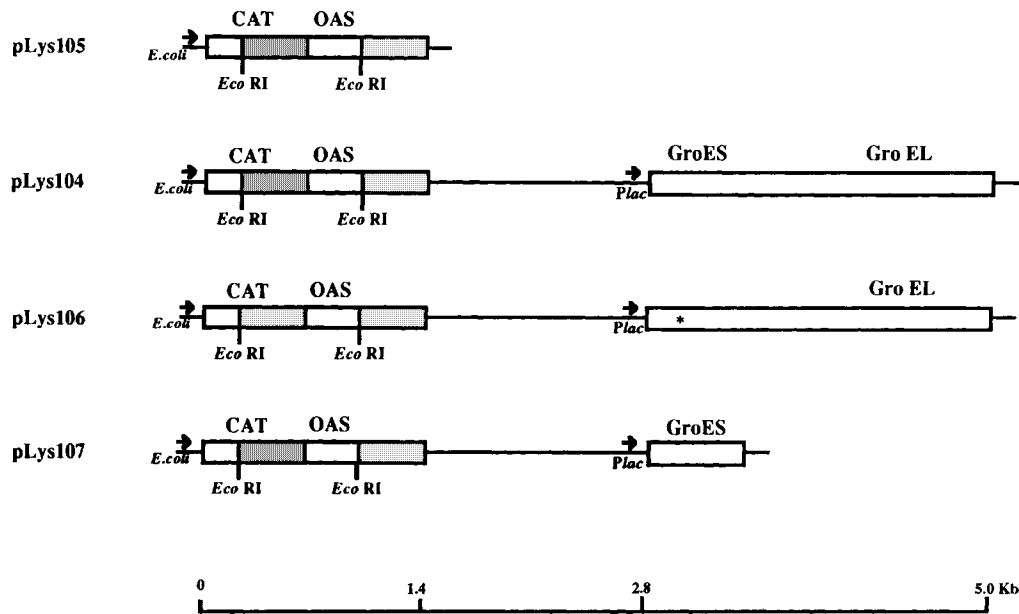 CAT OAS
pLys105
E.coli
Eco RI Eco RI
CAT OAS GroES Gro EL
pLys104
E.coli Plac
Eco RI Eco RI
CAT OAS Gro EL
pLys106 *
E.coli Plac
Eco RI Eco RI
CAT OAS GroES
pLys107
E.coli Plac
Eco RI Eco RI
0 1.4 2.8 5.0 Kb